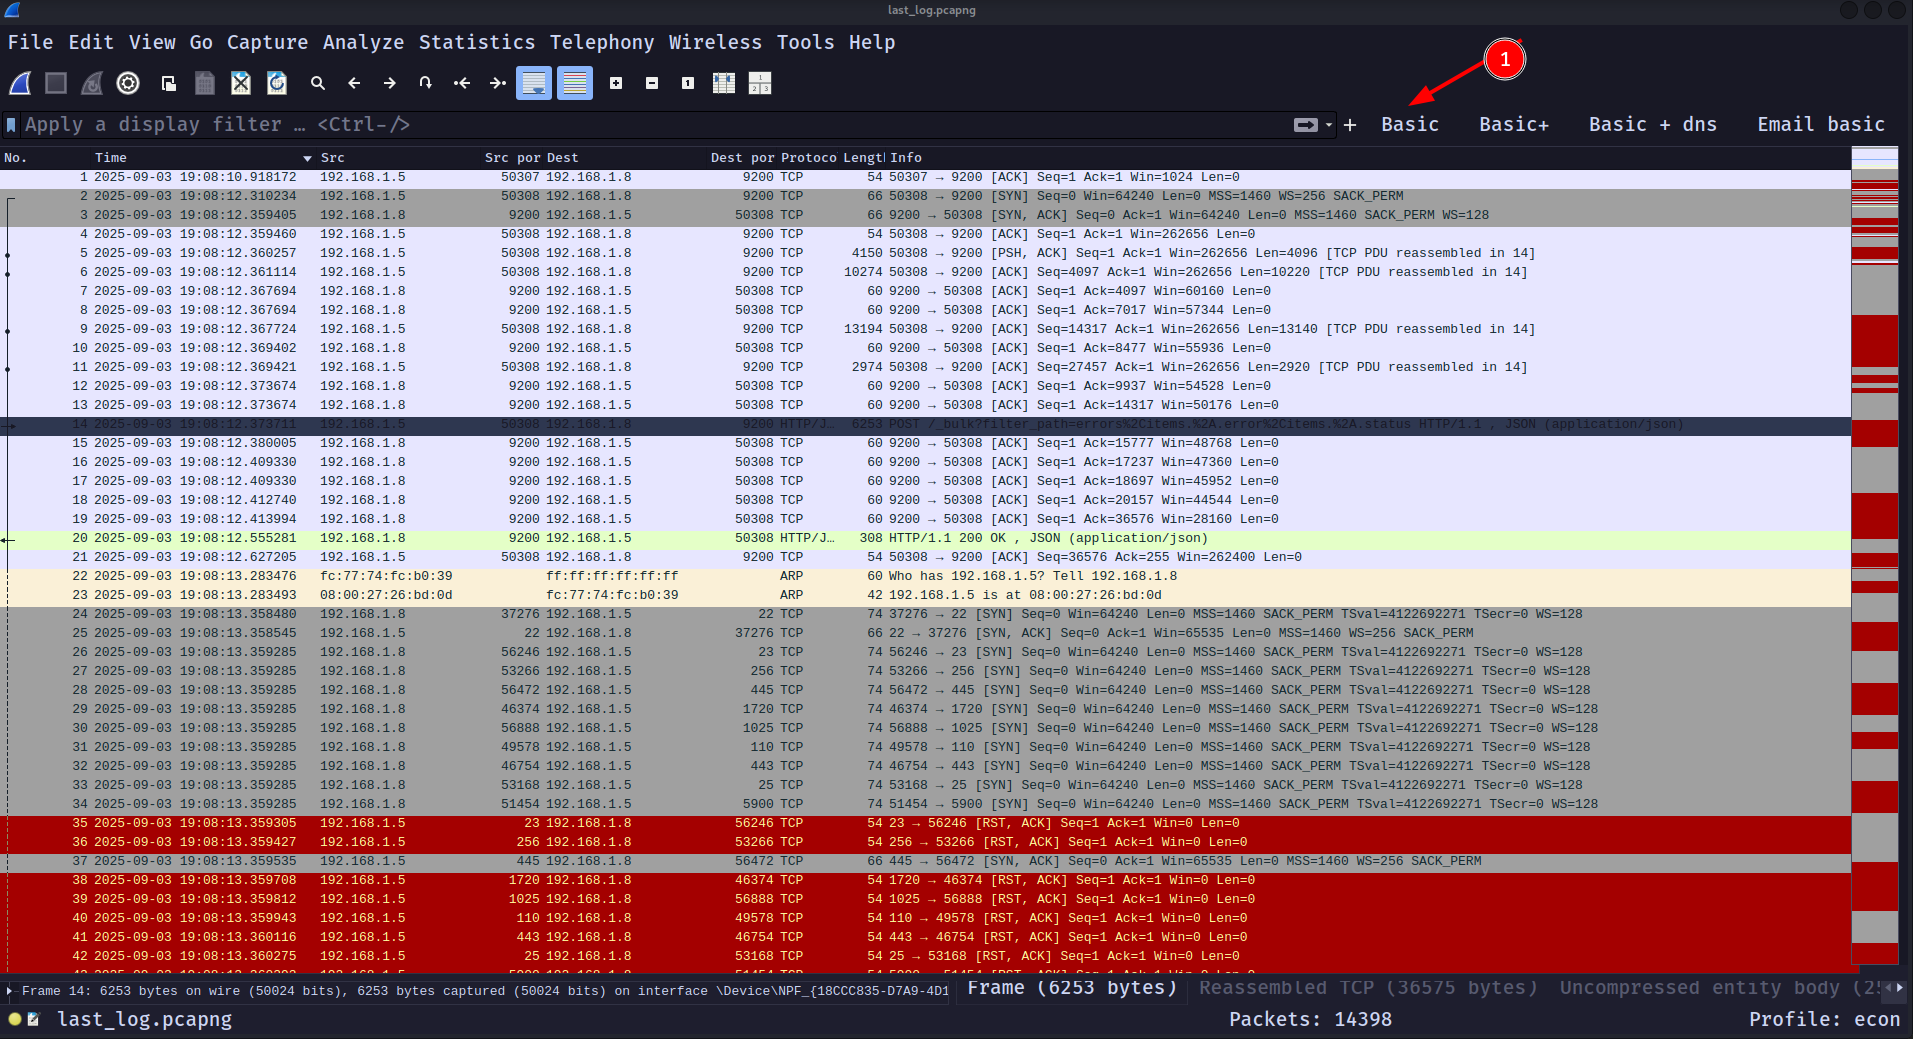 last_log.pcapng
File Edit View Go Capture Analyze Statistics Telephony Wireless Tools Help
1
Apply a display filter … <Ctrl-/>
+ Basic Basic+ Basic + dns Email basic
No. Time Src Src por Dest Dest por Protoco Lengtl Info
1 2025-09-03 19:08:10.918172 192.168.1.5 50307 192.168.1.8 9200 TCP 54 50307 → 9200 [ACK] Seq=1 Ack=1 Win=1024 Len=0
2 2025-09-03 19:08:12.310234 192.168.1.5 50308 192.168.1.8 9200 TCP 66 50308 → 9200 [SYN] Seq=0 Win=64240 Len=0 MSS=1460 WS=256 SACK_PERM
3 2025-09-03 19:08:12.359405 192.168.1.8 9200 192.168.1.5 50308 TCP 66 9200 → 50308 [SYN, ACK] Seq=0 Ack=1 Win=64240 Len=0 MSS=1460 SACK_PERM WS=128
4 2025-09-03 19:08:12.359460 192.168.1.5 50308 192.168.1.8 9200 TCP 54 50308 → 9200 [ACK] Seq=1 Ack=1 Win=262656 Len=0
5 2025-09-03 19:08:12.360257 192.168.1.5 50308 192.168.1.8 9200 TCP 4150 50308 → 9200 [PSH, ACK] Seq=1 Ack=1 Win=262656 Len=4096 [TCP PDU reassembled in 14]
6 2025-09-03 19:08:12.361114 192.168.1.5 50308 192.168.1.8 9200 TCP 10274 50308 → 9200 [ACK] Seq=4097 Ack=1 Win=262656 Len=10220 [TCP PDU reassembled in 14]
7 2025-09-03 19:08:12.367694 192.168.1.8 9200 192.168.1.5 50308 TCP 60 9200 → 50308 [ACK] Seq=1 Ack=4097 Win=60160 Len=0
8 2025-09-03 19:08:12.367694 192.168.1.8 9200 192.168.1.5 50308 TCP 60 9200 → 50308 [ACK] Seq=1 Ack=7017 Win=57344 Len=0
9 2025-09-03 19:08:12.367724 192.168.1.5 50308 192.168.1.8 9200 TCP 13194 50308 → 9200 [ACK] Seq=14317 Ack=1 Win=262656 Len=13140 [TCP PDU reassembled in 14]
10 2025-09-03 19:08:12.369402 192.168.1.8 9200 192.168.1.5 50308 TCP 60 9200 → 50308 [ACK] Seq=1 Ack=8477 Win=55936 Len=0
11 2025-09-03 19:08:12.369421 192.168.1.5 50308 192.168.1.8 9200 TCP 2974 50308 → 9200 [ACK] Seq=27457 Ack=1 Win=262656 Len=2920 [TCP PDU reassembled in 14]
12 2025-09-03 19:08:12.373674 192.168.1.8 9200 192.168.1.5 50308 TCP 60 9200 → 50308 [ACK] Seq=1 Ack=9937 Win=54528 Len=0
13 2025-09-03 19:08:12.373674 192.168.1.8 9200 192.168.1.5 50308 TCP 60 9200 → 50308 [ACK] Seq=1 Ack=14317 Win=50176 Len=0
14 2025-09-03 19:08:12.373711 192.168.1.5 50308 192.168.1.8 9200 HTTP/J… 6253 POST /_bulk?filter_path=errors%2Citems.%2A.error%2Citems.%2A.status HTTP/1.1 , JSON (application/json)
15 2025-09-03 19:08:12.380005 192.168.1.8 9200 192.168.1.5 50308 TCP 60 9200 → 50308 [ACK] Seq=1 Ack=15777 Win=48768 Len=0
16 2025-09-03 19:08:12.409330 192.168.1.8 9200 192.168.1.5 50308 TCP 60 9200 → 50308 [ACK] Seq=1 Ack=17237 Win=47360 Len=0
17 2025-09-03 19:08:12.409330 192.168.1.8 9200 192.168.1.5 50308 TCP 60 9200 → 50308 [ACK] Seq=1 Ack=18697 Win=45952 Len=0
18 2025-09-03 19:08:12.412740 192.168.1.8 9200 192.168.1.5 50308 TCP 60 9200 → 50308 [ACK] Seq=1 Ack=20157 Win=44544 Len=0
19 2025-09-03 19:08:12.413994 192.168.1.8 9200 192.168.1.5 50308 TCP 60 9200 → 50308 [ACK] Seq=1 Ack=36576 Win=28160 Len=0
20 2025-09-03 19:08:12.555281 192.168.1.8 9200 192.168.1.5 50308 HTTP/J… 308 HTTP/1.1 200 OK , JSON (application/json)
21 2025-09-03 19:08:12.627205 192.168.1.5 50308 192.168.1.8 9200 TCP 54 50308 → 9200 [ACK] Seq=36576 Ack=255 Win=262400 Len=0
22 2025-09-03 19:08:13.283476 fc:77:74:fc:b0:39 ff:ff:ff:ff:ff:ff ARP 60 Who has 192.168.1.5? Tell 192.168.1.8
23 2025-09-03 19:08:13.283493 08:00:27:26:bd:0d fc:77:74:fc:b0:39 ARP 42 192.168.1.5 is at 08:00:27:26:bd:0d
24 2025-09-03 19:08:13.358480 192.168.1.8 37276 192.168.1.5 22 TCP 74 37276 → 22 [SYN] Seq=0 Win=64240 Len=0 MSS=1460 SACK_PERM TSval=4122692271 TSecr=0 WS=128
25 2025-09-03 19:08:13.358545 192.168.1.5 22 192.168.1.8 37276 TCP 66 22 → 37276 [SYN, ACK] Seq=0 Ack=1 Win=65535 Len=0 MSS=1460 WS=256 SACK_PERM
26 2025-09-03 19:08:13.359285 192.168.1.8 56246 192.168.1.5 23 TCP 74 56246 → 23 [SYN] Seq=0 Win=64240 Len=0 MSS=1460 SACK_PERM TSval=4122692271 TSecr=0 WS=128
27 2025-09-03 19:08:13.359285 192.168.1.8 53266 192.168.1.5 256 TCP 74 53266 → 256 [SYN] Seq=0 Win=64240 Len=0 MSS=1460 SACK_PERM TSval=4122692271 TSecr=0 WS=128
28 2025-09-03 19:08:13.359285 192.168.1.8 56472 192.168.1.5 445 TCP 74 56472 → 445 [SYN] Seq=0 Win=64240 Len=0 MSS=1460 SACK_PERM TSval=4122692271 TSecr=0 WS=128
29 2025-09-03 19:08:13.359285 192.168.1.8 46374 192.168.1.5 1720 TCP 74 46374 → 1720 [SYN] Seq=0 Win=64240 Len=0 MSS=1460 SACK_PERM TSval=4122692271 TSecr=0 WS=128
30 2025-09-03 19:08:13.359285 192.168.1.8 56888 192.168.1.5 1025 TCP 74 56888 → 1025 [SYN] Seq=0 Win=64240 Len=0 MSS=1460 SACK_PERM TSval=4122692271 TSecr=0 WS=128
31 2025-09-03 19:08:13.359285 192.168.1.8 49578 192.168.1.5 110 TCP 74 49578 → 110 [SYN] Seq=0 Win=64240 Len=0 MSS=1460 SACK_PERM TSval=4122692271 TSecr=0 WS=128
32 2025-09-03 19:08:13.359285 192.168.1.8 46754 192.168.1.5 443 TCP 74 46754 → 443 [SYN] Seq=0 Win=64240 Len=0 MSS=1460 SACK_PERM TSval=4122692271 TSecr=0 WS=128
33 2025-09-03 19:08:13.359285 192.168.1.8 53168 192.168.1.5 25 TCP 74 53168 → 25 [SYN] Seq=0 Win=64240 Len=0 MSS=1460 SACK_PERM TSval=4122692271 TSecr=0 WS=128
34 2025-09-03 19:08:13.359285 192.168.1.8 51454 192.168.1.5 5900 TCP 74 51454 → 5900 [SYN] Seq=0 Win=64240 Len=0 MSS=1460 SACK_PERM TSval=4122692271 TSecr=0 WS=128
35 2025-09-03 19:08:13.359305 192.168.1.5 23 192.168.1.8 56246 TCP 54 23 → 56246 [RST, ACK] Seq=1 Ack=1 Win=0 Len=0
36 2025-09-03 19:08:13.359427 192.168.1.5 256 192.168.1.8 53266 TCP 54 256 → 53266 [RST, ACK] Seq=1 Ack=1 Win=0 Len=0
37 2025-09-03 19:08:13.359535 192.168.1.5 445 192.168.1.8 56472 TCP 66 445 → 56472 [SYN, ACK] Seq=0 Ack=1 Win=65535 Len=0 MSS=1460 WS=256 SACK_PERM
38 2025-09-03 19:08:13.359708 192.168.1.5 1720 192.168.1.8 46374 TCP 54 1720 → 46374 [RST, ACK] Seq=1 Ack=1 Win=0 Len=0
39 2025-09-03 19:08:13.359812 192.168.1.5 1025 192.168.1.8 56888 TCP 54 1025 → 56888 [RST, ACK] Seq=1 Ack=1 Win=0 Len=0
40 2025-09-03 19:08:13.359943 192.168.1.5 110 192.168.1.8 49578 TCP 54 110 → 49578 [RST, ACK] Seq=1 Ack=1 Win=0 Len=0
41 2025-09-03 19:08:13.360116 192.168.1.5 443 192.168.1.8 46754 TCP 54 443 → 46754 [RST, ACK] Seq=1 Ack=1 Win=0 Len=0
42 2025-09-03 19:08:13.360275 192.168.1.5 25 192.168.1.8 53168 TCP 54 25 → 53168 [RST, ACK] Seq=1 Ack=1 Win=0 Len=0
Frame 14: 6253 bytes on wire (50024 bits), 6253 bytes captured (50024 bits) on interface \Device\NPF_{18CCC835-D7A9-4D1
Frame (6253 bytes) Reassembled TCP (36575 bytes) Uncompressed entity body (25
last_log.pcapng Packets: 14398 Profile: econ